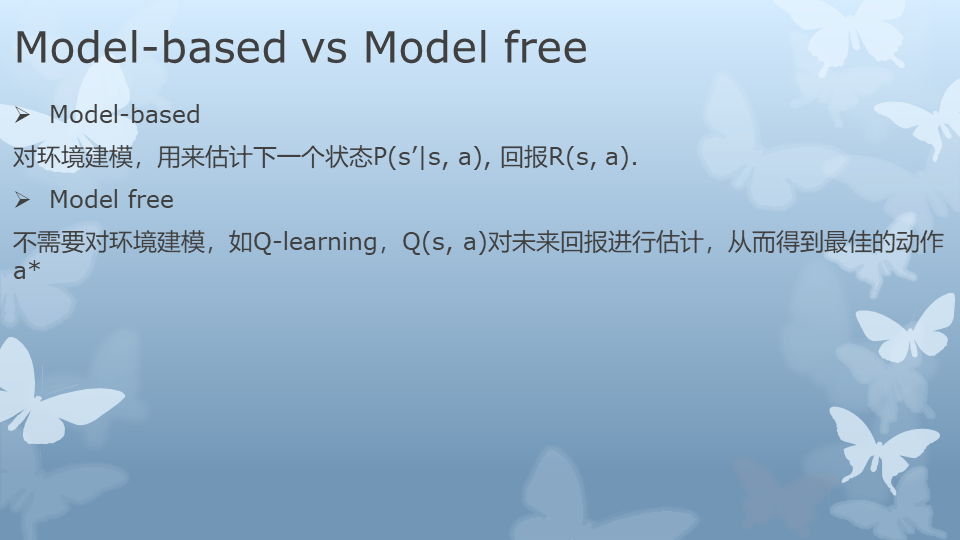 Model-based vs Model free
➢ Model-based
对环境建模，用来估计下一个状态P(s’|s, a), 回报R(s, a).
➢ Model free
不需要对环境建模，如Q-learning，Q(s, a)对未来回报进行估计，从而得到最佳的动作
a*